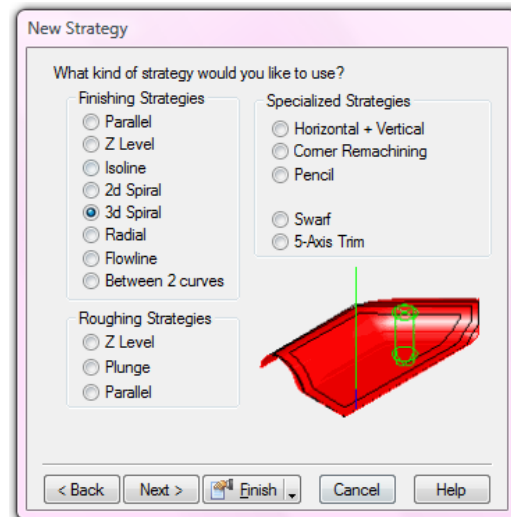 New Strategy
What kind of strategy would you like to use?
Finishing Strategies
Parallel
Z Level
Isoline
2d Spiral
3d Spiral
Radial
Flowline
Between 2 curves
Roughing Strategies
Z Level
Plunge
Parallel
Specialized Strategies
Horizontal + Vertical
Corner Remachining
Pencil
Swarf
5-Axis Trim
< Back Next > Finish Cancel Help